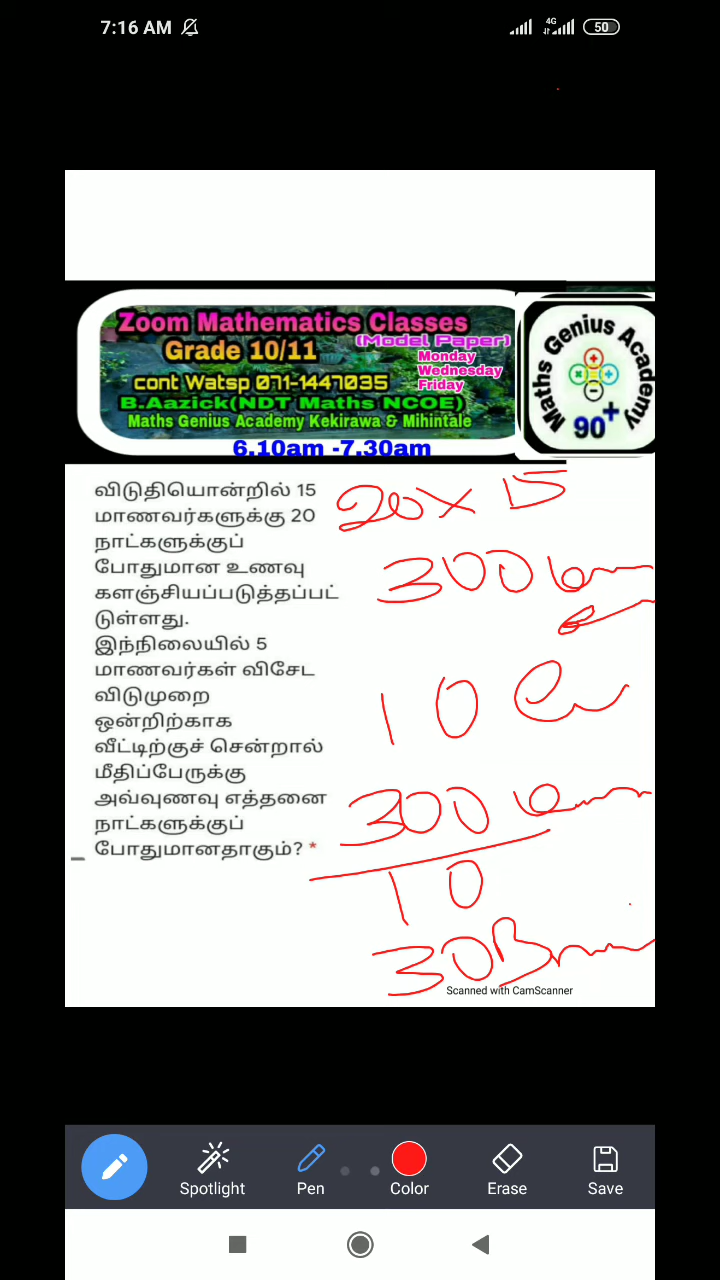 7:16 AM
4G
50
Zoom Mathematics Classes
(Model Paper)
Grade 10/11
Monday
Wednesday
Friday
cont Watsp 071-1447035
B.Aazick(NDT Maths NCOE)
Maths Genius Academy Kekirawa & Mihintale
6.10am -7.30am
Maths Genius Academy
90+
விடுதியொன்றில் 15
மாணவர்களுக்கு 20
நாட்களுக்குப்
போதுமான உணவு
களஞ்சியப்படுத்தப்பட்
டுள்ளது.
இந்நிலையில் 5
மாணவர்கள் விசேட
விடுமுறை
ஒன்றிற்காக
வீட்டிற்குச் சென்றால்
மீதிப்பேருக்கு
அவ்வுணவு எத்தனை
நாட்களுக்குப்
போதுமானதாகும்? *
20 × 15
300
10
300
10
30
Scanned with CamScanner
Spotlight
Pen
Color
Erase
Save